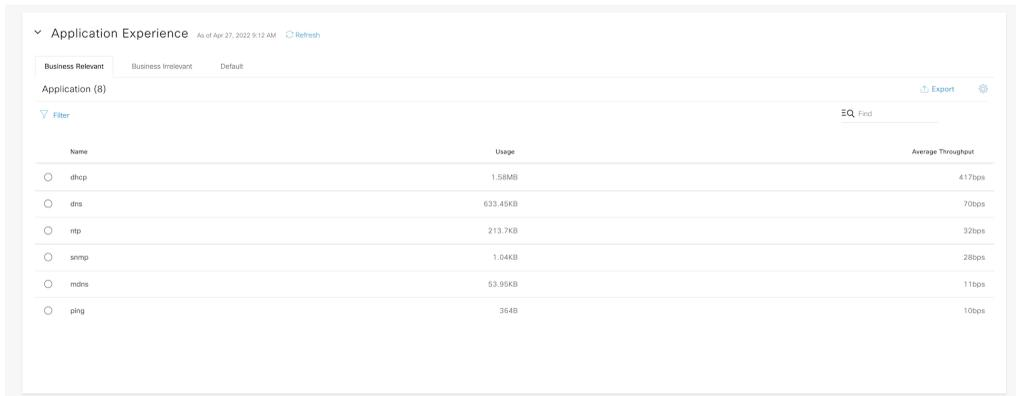 Application Experience As of Apr 27, 2022 9:12 AM Refresh
Business Relevant Business Irrelevant Default
Application (8) Export
Filter Find
Name Usage Average Throughput
dhcp 1.58MB 417bps
dns 633.45KB 70bps
ntp 213.7KB 32bps
snmp 1.04KB 28bps
mdns 53.95KB 11bps
ping 364B 10bps